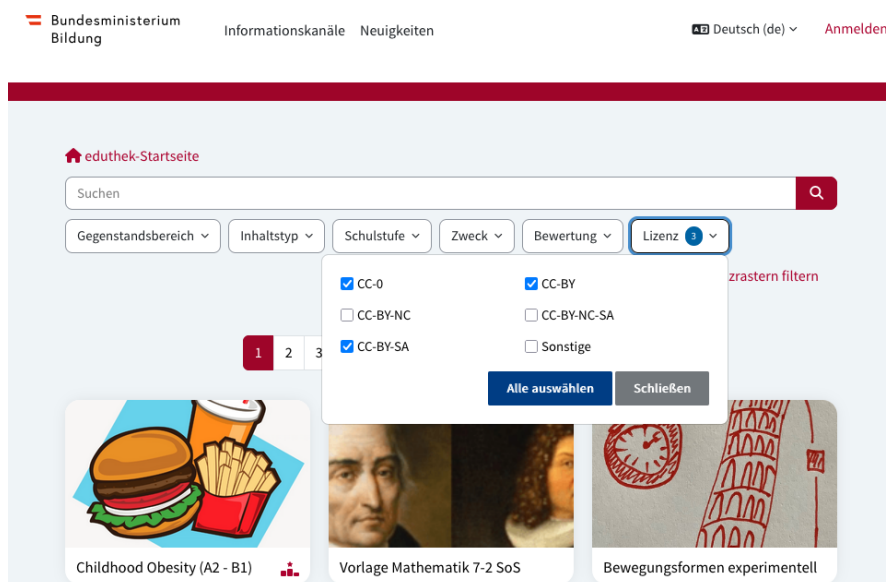 Bundesministerium
Bildung
Informationskanäle Neuigkeiten
Deutsch (de)
Anmelden
eduthek-Startseite
Suchen
Gegenstandsbereich Inhaltstyp Schulstufe Zweck Bewertung Lizenz 3
zrastern filtern
CC-0 CC-BY
CC-BY-NC CC-BY-NC-SA
CC-BY-SA Sonstige
1 2 3
Alle auswählen Schließen
Childhood Obesity (A2 - B1)
Vorlage Mathematik 7-2 SoS
Bewegungsformen experimentell